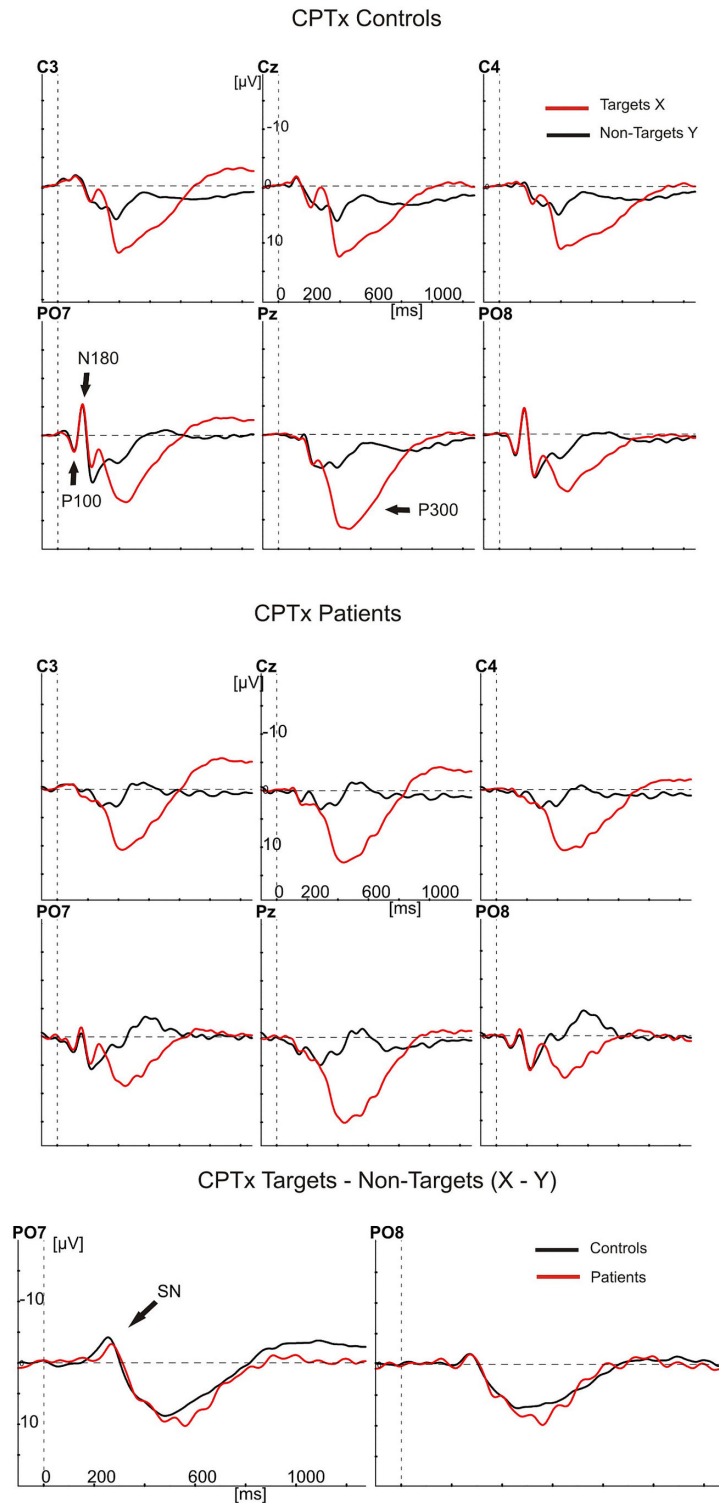 CPTx Controls
C3
Cz
C4
[µV]
-10
0
10
Targets X
Non-Targets Y
0 200 600 1000
[ms]
PO7
Pz
PO8
N180
P100
P300
CPTx Patients
C3
Cz
C4
[µV]
-10
0
10
0 200 600 1000
[ms]
PO7
Pz
PO8
CPTx Targets - Non-Targets (X - Y)
PO7
[µV]
PO8
-10
0
10
SN
Controls
Patients
0 200 600 1000
[ms]